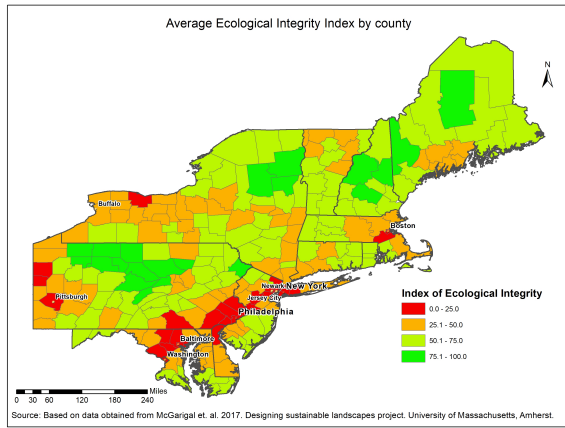 Average Ecological Integrity Index by county
N
Buffalo
Boston
Pittsburgh
Newark New York
Jersey City
Philadelphia
Baltimore
Washington
Index of Ecological Integrity
0.0 - 25.0
25.1 - 50.0
50.1 - 75.0
75.1 - 100.0
Miles
0 30 60 120 180 240
Source: Based on data obtained from McGarigal et. al. 2017. Designing sustainable landscapes project. University of Massachusetts, Amherst.